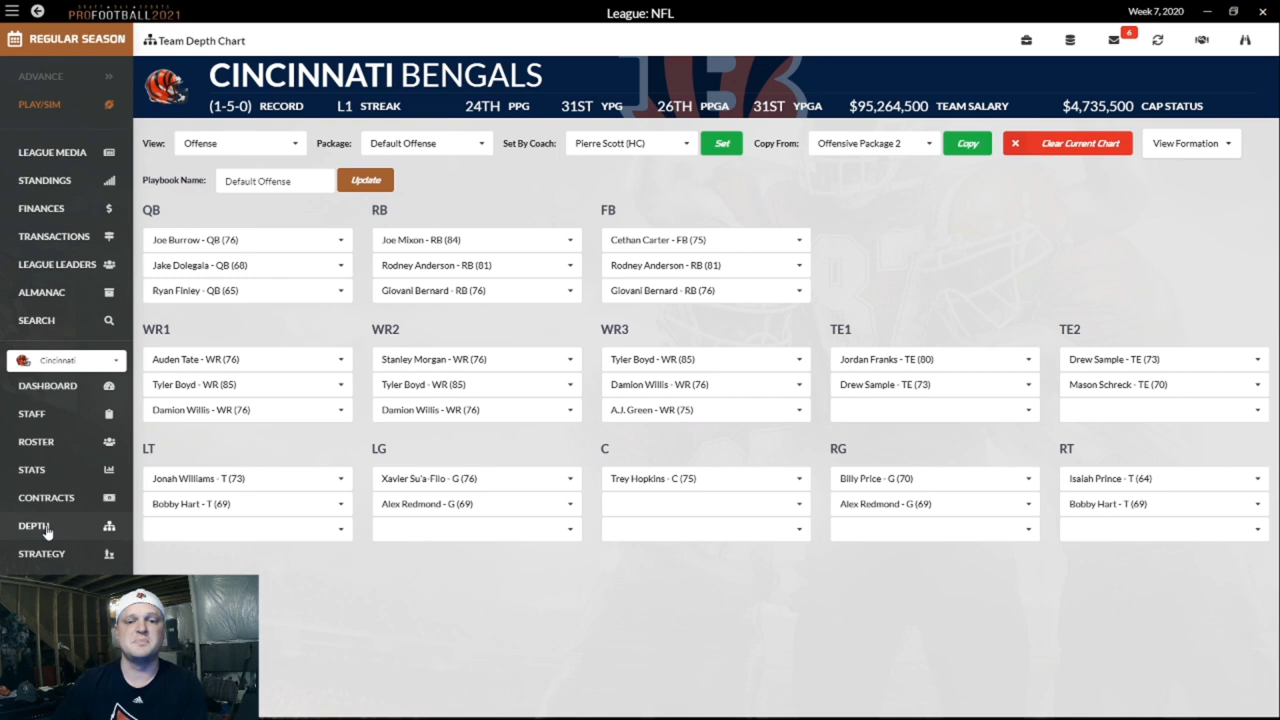 DRAFT DAY SPORTS
PROFOOTBALL2021
League: NFL
Week 7, 2020
REGULAR SEASON
Team Depth Chart
6
ADVANCE
PLAY/SIM
LEAGUE MEDIA
STANDINGS
FINANCES
TRANSACTIONS
LEAGUE LEADERS
ALMANAC
SEARCH
Cincinnati
DASHBOARD
STAFF
ROSTER
STATS
CONTRACTS
DEPTH
STRATEGY
CINCINNATI BENGALS
(1-5-0) RECORD L1 STREAK 24TH PPG 31ST YPG 26TH PPGA 31ST YPGA $95,264,500 TEAM SALARY $4,735,500 CAP STATUS
View: Offense Package: Default Offense Set By Coach: Pierre Scott (HC) Set Copy From: Offensive Package 2 Copy Clear Current Chart View Formation
Playbook Name: Default Offense Update
QB RB FB
Joe Burrow - QB (76) Joe Mixon - RB (84) Cethan Carter - FB (75)
Jake Dolegala - QB (68) Rodney Anderson - RB (81) Rodney Anderson - RB (81)
Ryan Finley - QB (65) Giovani Bernard - RB (76) Giovani Bernard - RB (76)
WR1 WR2 WR3 TE1 TE2
Auden Tate - WR (76) Stanley Morgan - WR (76) Tyler Boyd - WR (85) Jordan Franks - TE (80) Drew Sample - TE (73)
Tyler Boyd - WR (85) Tyler Boyd - WR (85) Damion Willis - WR (76) Drew Sample - TE (73) Mason Schreck - TE (70)
Damion Willis - WR (76) Damion Willis - WR (76) A.J. Green - WR (75)
LT LG C RG RT
Jonah Williams - T (73) Xavier Su'a-Filo - G (76) Trey Hopkins - C (75) Billy Price - G (70) Isaiah Prince - T (64)
Bobby Hart - T (69) Alex Redmond - G (69) Alex Redmond - G (69) Bobby Hart - T (69)